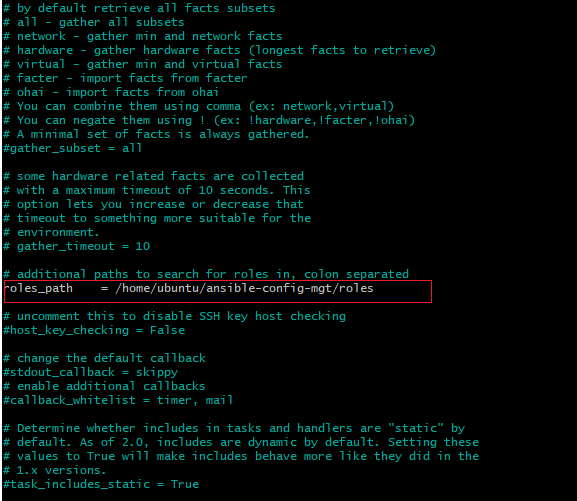 # by default retrieve all facts subsets
# all - gather all subsets
# network - gather min and network facts
# hardware - gather hardware facts (longest facts to retrieve)
# virtual - gather min and virtual facts
# facter - import facts from facter
# ohai - import facts from ohai
# You can combine them using comma (ex: network,virtual)
# You can negate them using ! (ex: !hardware,!facter,!ohai)
# A minimal set of facts is always gathered.
#gather_subset = all
# some hardware related facts are collected
# with a maximum timeout of 10 seconds. This
# option lets you increase or decrease that
# timeout to something more suitable for the
# environment.
# gather_timeout = 10
# additional paths to search for roles in, colon separated
roles_path    = /home/ubuntu/ansible-config-mgt/roles
# uncomment this to disable SSH key host checking
#host_key_checking = False
# change the default callback
#stdout_callback = skippy
# enable additional callbacks
#callback_whitelist = timer, mail
# Determine whether includes in tasks and handlers are "static" by
# default. As of 2.0, includes are dynamic by default. Setting these
# values to True will make includes behave more like they did in the
# 1.x versions.
#task_includes_static = True